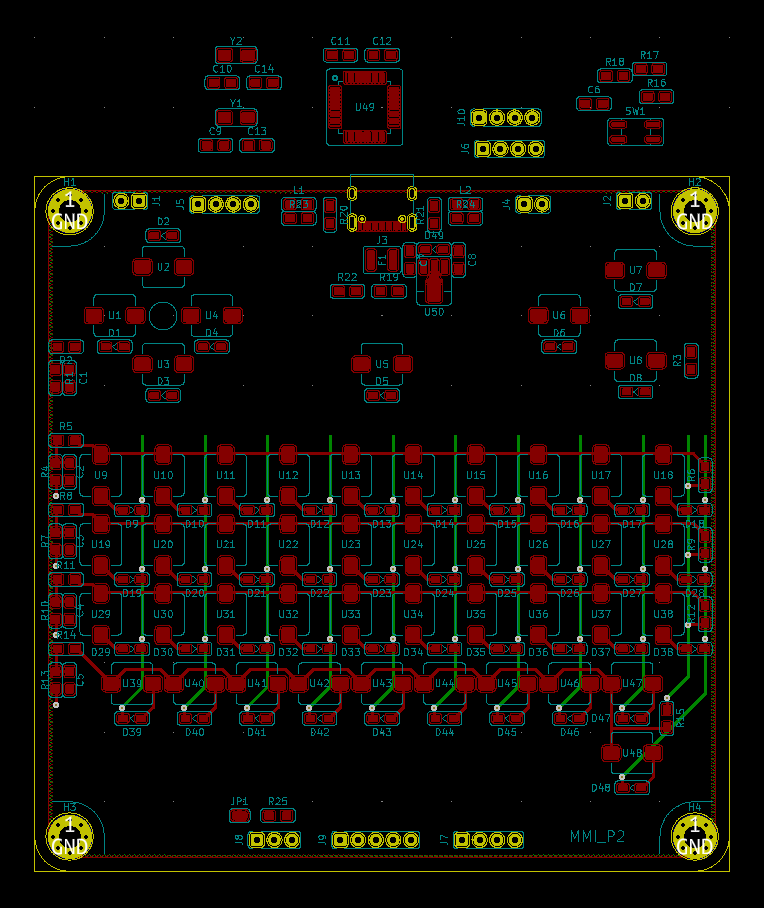 Y2
C11 C12
R17
R18
C10 C14
R16
C6
Y1
U49
SW1
J10
C9 C13
J6
H1 H2
L1 L2
J1 J5 R23 R20 R21 R24 J4 J2
1 1
GND GND
D2 J3 D49
U2 F1 C8 U7
R22 R19 D7
U1 U4 U50 U6
D1 D4 D6
R2 U3 U5 U8 R3
R1 C1 D3 D5 D8
R5
U9 U10 U11 U12 U13 U14 U15 U16 U17 U18
R4 C2 R6
R8
D9 D10 D11 D12 D13 D14 D15 D16 D17 D18
R7 C3 U19 U20 U21 U22 U23 U24 U25 U26 U27 U28 R9
R11
D19 D20 D21 D22 D23 D24 D25 D26 D27 D28
R10 C4 U29 U30 U31 U32 U33 U34 U35 U36 U37 U38 R12
R14
D29 D30 D31 D32 D33 D34 D35 D36 D37 D38
R13 C5 U39 U40 U41 U42 U43 U44 U45 U46 U47
D39 D40 D41 D42 D43 D44 D45 D46 D47 R15
U48
D48
H3 JP1 R25 H4
1 1
GND GND
J8 J9 J7 MMI_P2